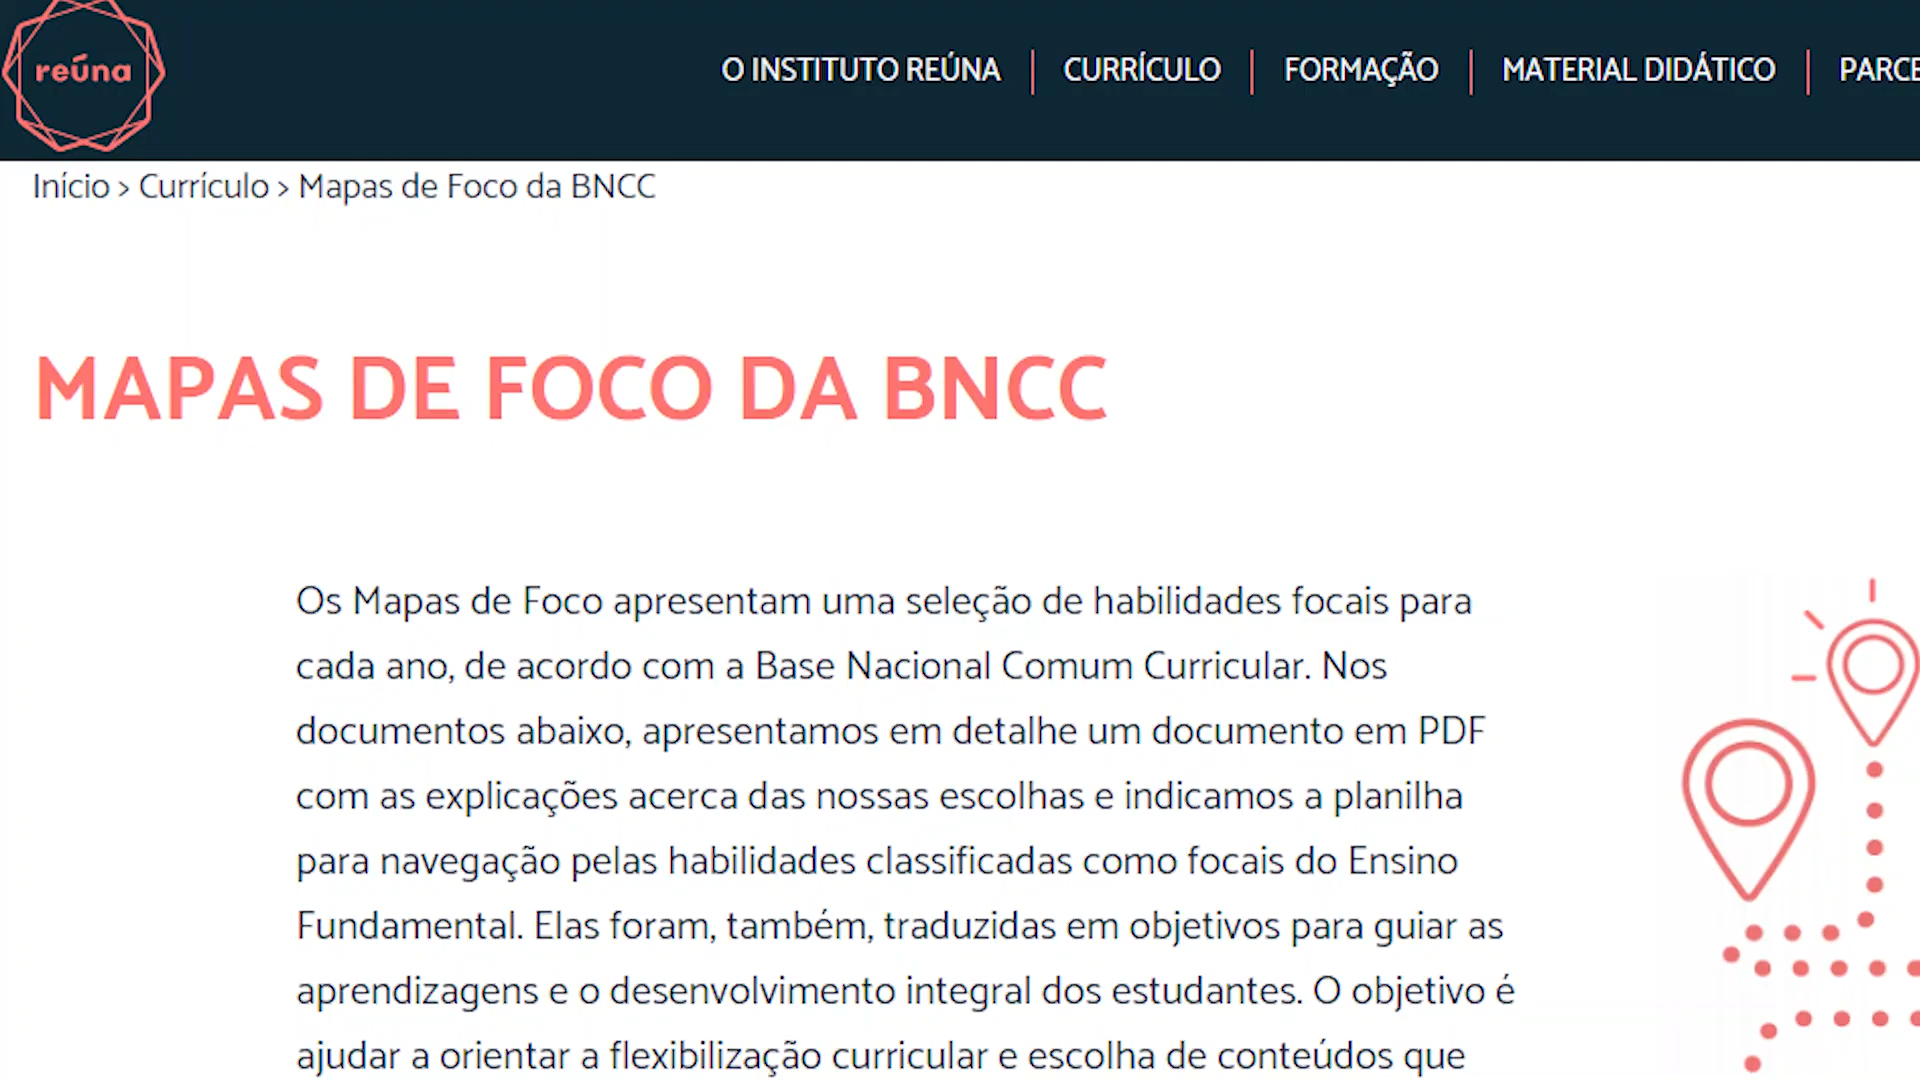 reúna
O INSTITUTO REÚNA | CURRÍCULO | FORMAÇÃO | MATERIAL DIDÁTICO |
Início > Currículo > Mapas de Foco da BNCC
MAPAS DE FOCO DA BNCC
Os Mapas de Foco apresentam uma seleção de habilidades focais para
cada ano, de acordo com a Base Nacional Comum Curricular. Nos
documentos abaixo, apresentamos em detalhe um documento em PDF
com as explicações acerca das nossas escolhas e indicamos a planilha
para navegação pelas habilidades classificadas como focais do Ensino
Fundamental. Elas foram, também, traduzidas em objetivos para guiar as
aprendizagens e o desenvolvimento integral dos estudantes. O objetivo é
ajudar a orientar a flexibilização curricular e escolha de conteúdos que